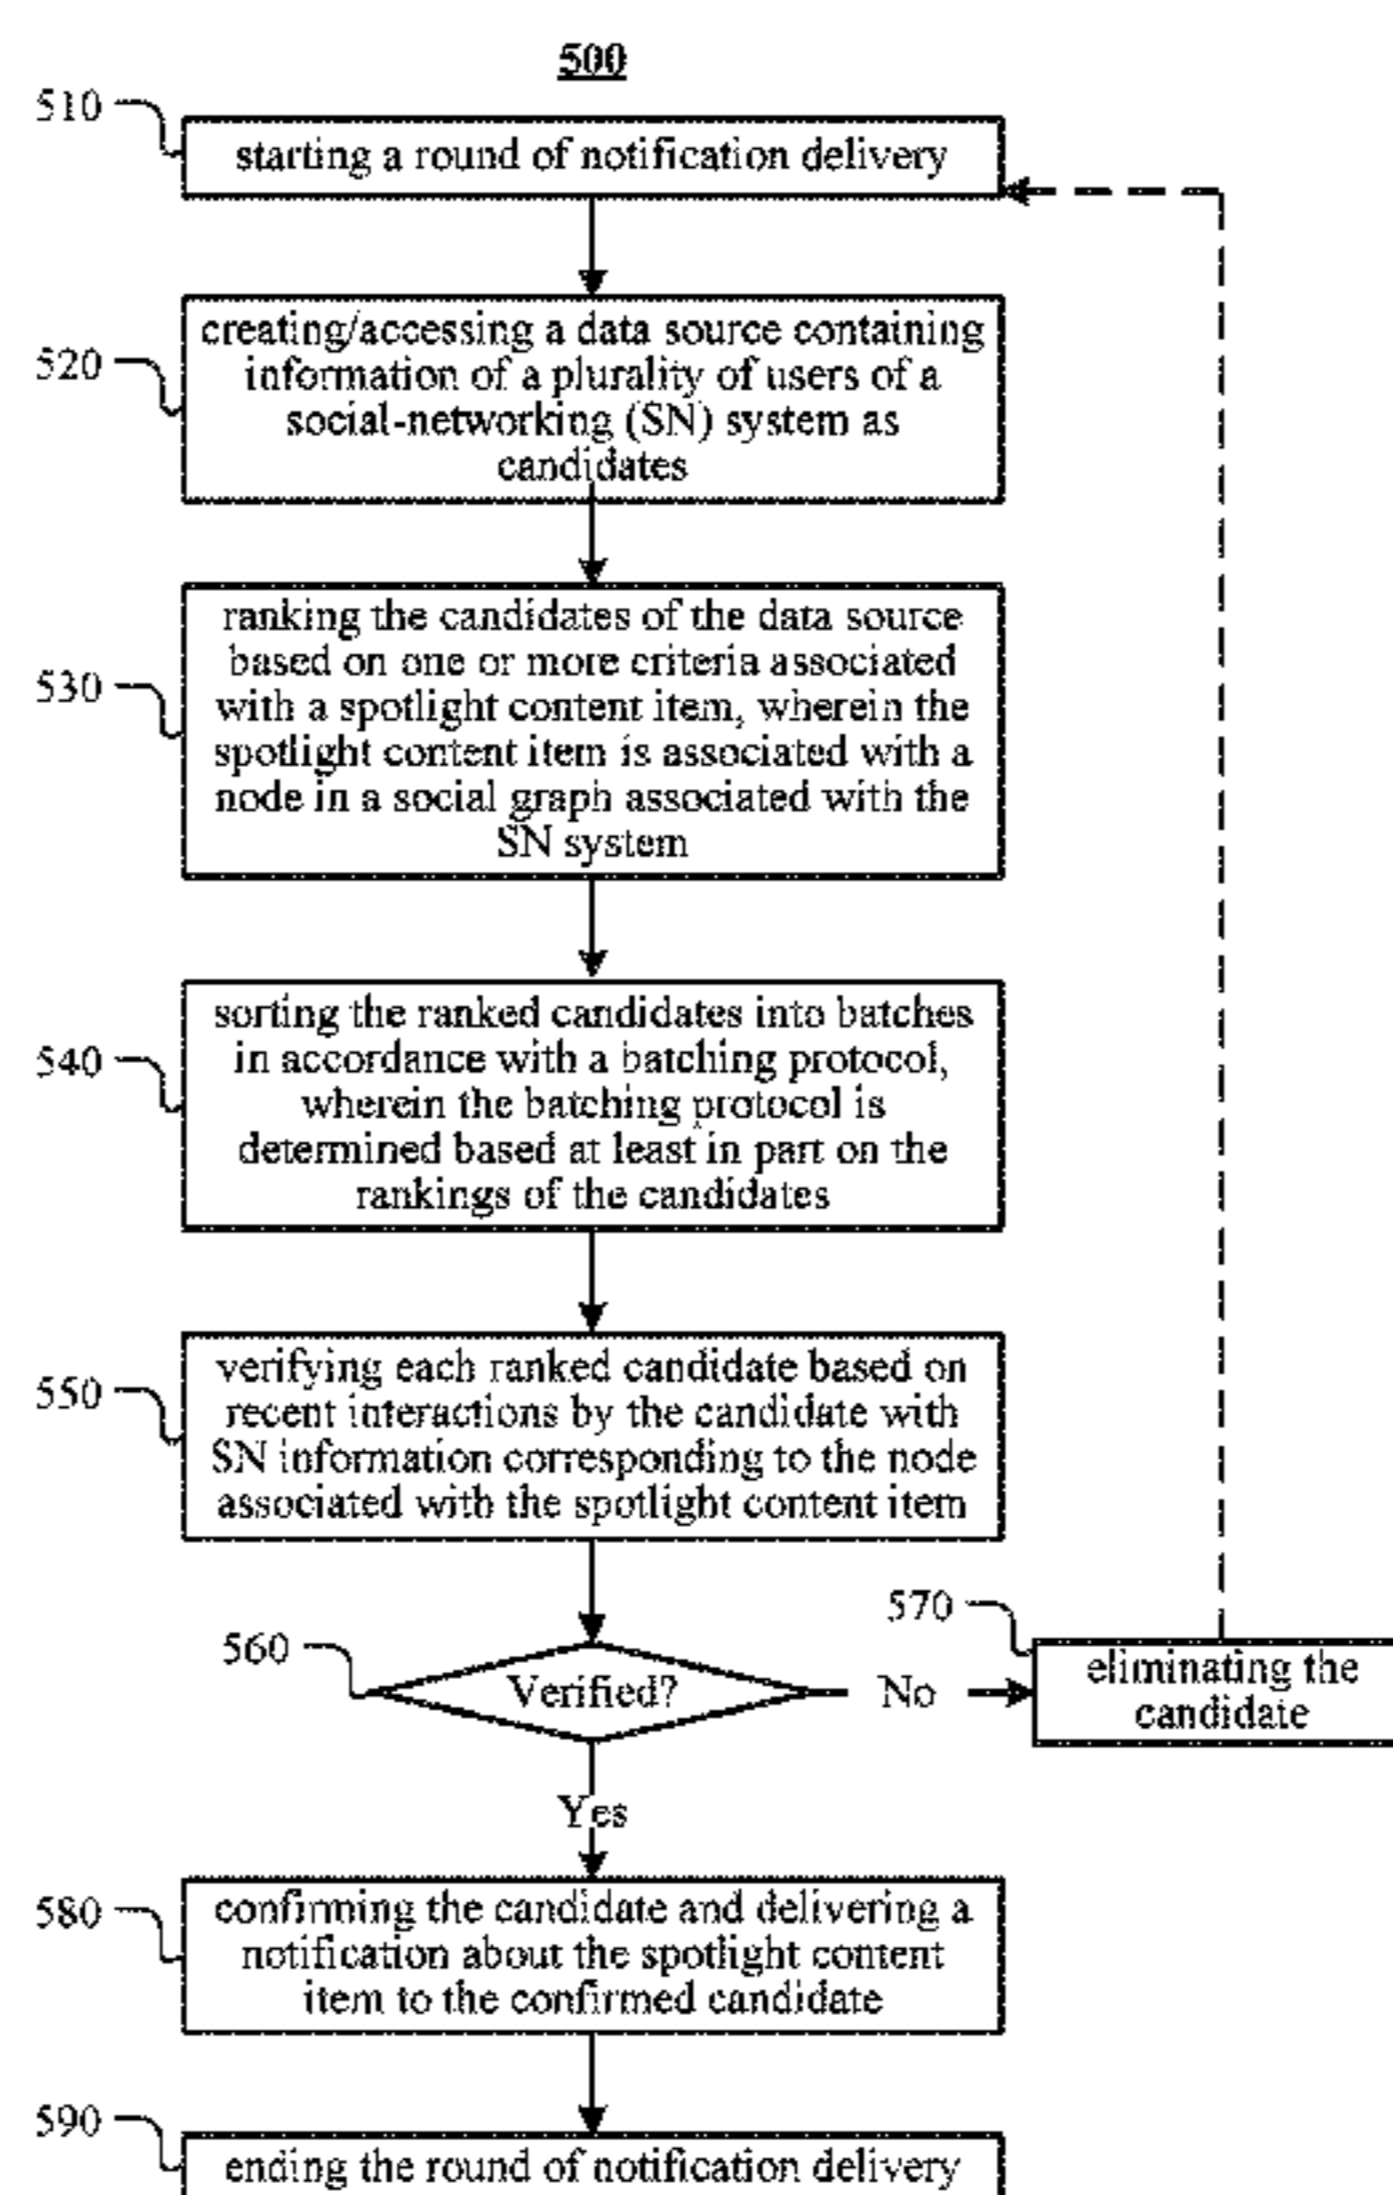 500
510
starting a round of notification delivery
520
creating/accessing a data source containing
information of a plurality of users of a
social-networking (SN) system as
candidates
530
ranking the candidates of the data source
based on one or more criteria associated
with a spotlight content item, wherein the
spotlight content item is associated with a
node in a social graph associated with the
SN system
540
sorting the ranked candidates into batches
in accordance with a batching protocol,
wherein the batching protocol is
determined based at least in part on the
rankings of the candidates
550
verifying each ranked candidate based on
recent interactions by the candidate with
SN information corresponding to the node
associated with the spotlight content item
560
Verified?
No
570
eliminating the
candidate
Yes
580
confirming the candidate and delivering a
notification about the spotlight content
item to the confirmed candidate
590
ending the round of notification delivery